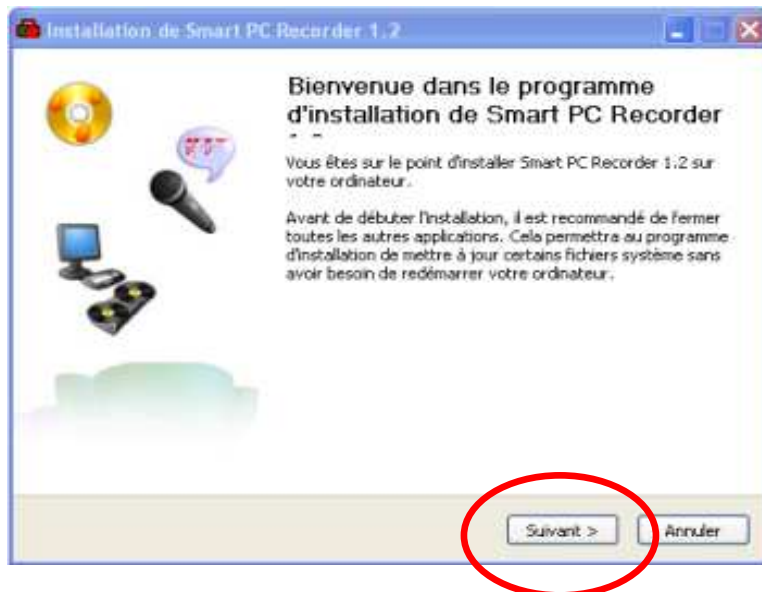 Installation de Smart PC Recorder 1.2
Bienvenue dans le programme
d'installation de Smart PC Recorder
Vous êtes sur le point d'installer Smart PC Recorder 1.2 sur
votre ordinateur.
Avant de débuter l'installation, il est recommandé de fermer
toutes les autres applications. Cela permettra au programme
d'installation de mettre à jour certains fichiers système sans
avoir besoin de redémarrer votre ordinateur.
Suivant >
Annuler